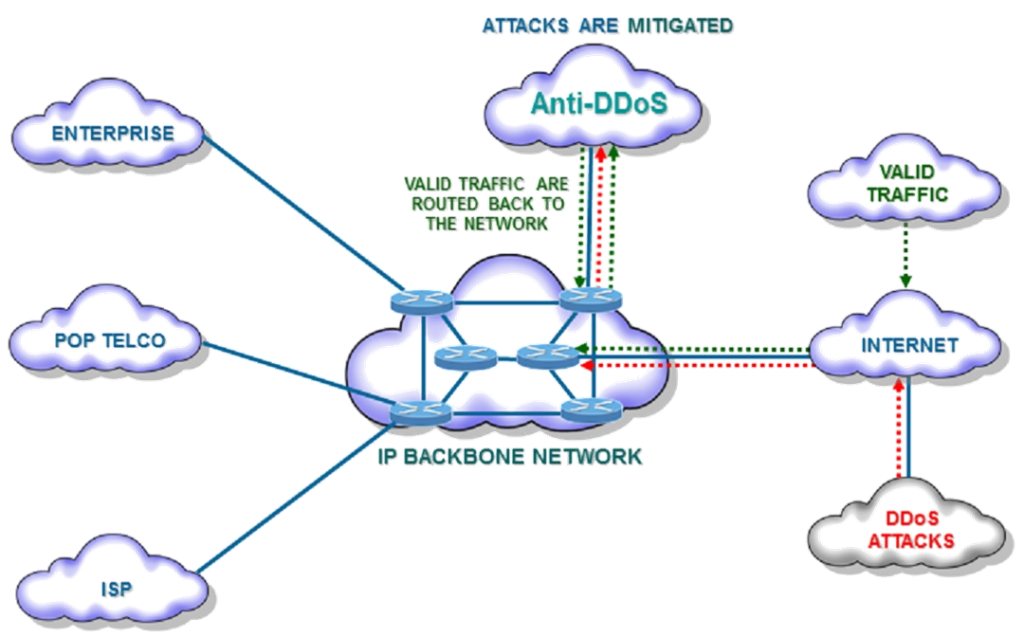 ATTACKS ARE MITIGATED
Anti-DDoS
ENTERPRISE
VALID TRAFFIC ARE
ROUTED BACK TO
THE NETWORK
VALID
TRAFFIC
POP TELCO
INTERNET
IP BACKBONE NETWORK
DDoS
ATTACKS
ISP